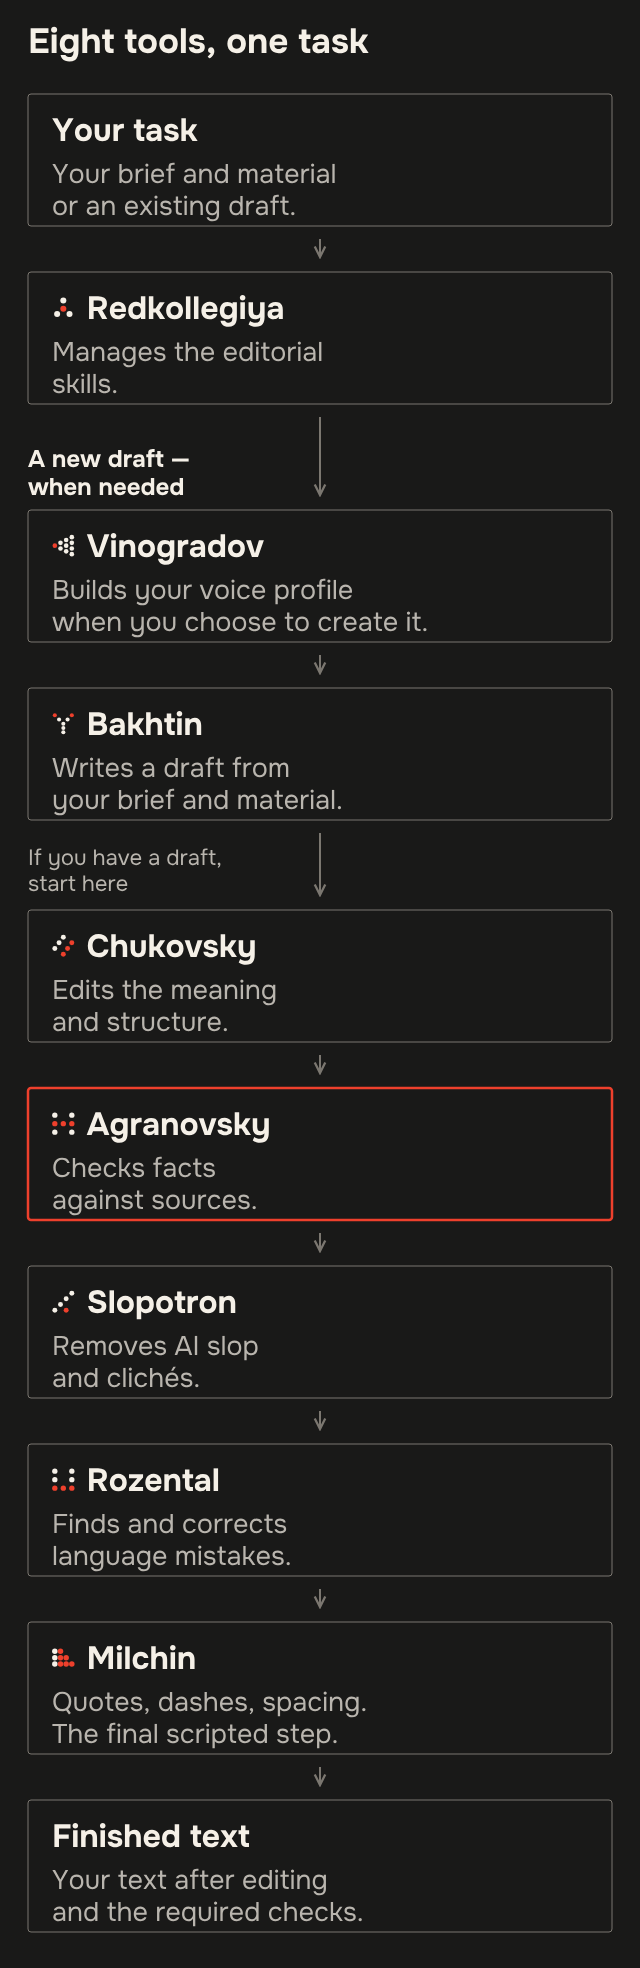 Eight tools, one task
Your task
Your brief and material
or an existing draft.
Redkollegiya
Manages the editorial
skills.
A new draft —
when needed
Vinogradov
Builds your voice profile
when you choose to create it.
Bakhtin
Writes a draft from
your brief and material.
If you have a draft,
start here
Chukovsky
Edits the meaning
and structure.
Agranovsky
Checks facts
against sources.
Slopotron
Removes AI slop
and clichés.
Rozental
Finds and corrects
language mistakes.
Milchin
Quotes, dashes, spacing.
The final scripted step.
Finished text
Your text after editing
and the required checks.